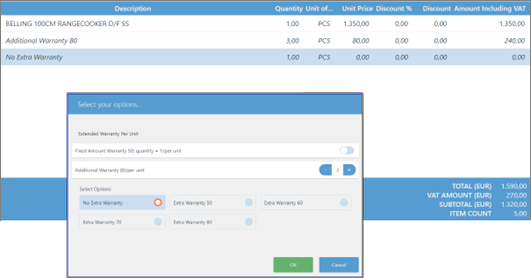 Description Quantity Unit of... Unit Price Discount % Discount Amount Including VAT
BELLING 100CM RANGECOOKER D/F SS 1,00 PCS 1.350,00 0,00 0,00 1.350,00
Additional Warranty 80 3,00 PCS 80,00 0,00 0,00 240,00
No Extra Warranty 1,00 PCS 0,00 0,00 0,00 0,00
Select your options...
Extended Warranty Per Unit
Fixed Amount Warranty 50: quantity = 1/per unit
Additional Warranty 80/per unit - 3 +
Select Options
No Extra Warranty Extra Warranty 50 Extra Warranty 60
Extra Warranty 70 Extra Warranty 80
OK Cancel
TOTAL (EUR) 1.590,00
VAT AMOUNT (EUR) 270,00
SUBTOTAL (EUR) 1.320,00
ITEM COUNT 5,00